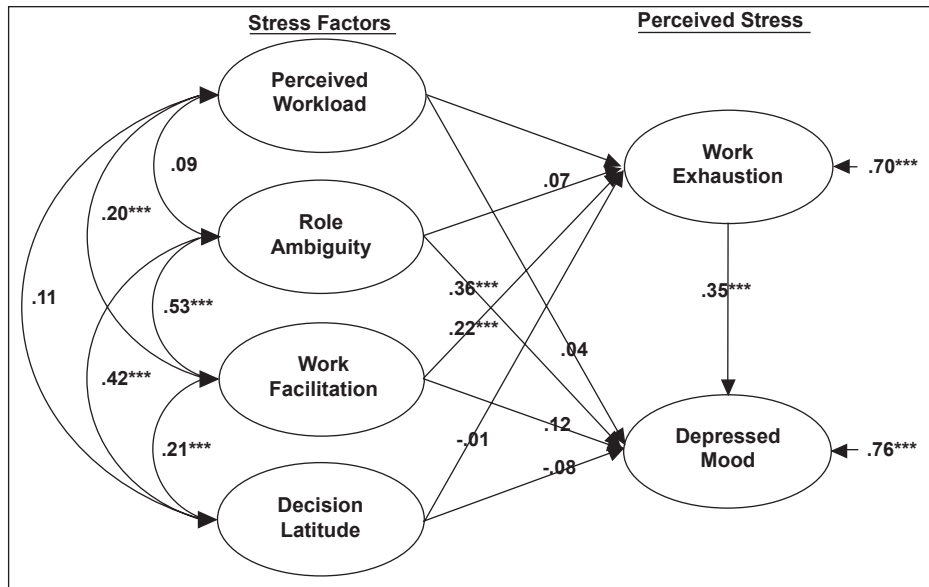 Stress Factors
Perceived Stress
Perceived
Workload
Work
Exhaustion
.70***
.09
.07
.20***
Role
Ambiguity
.11
.53***
.36***
.35***
.22***
.04
Work
Facilitation
.42***
.12
.21***
-.01
-.08
Depressed
Mood
.76***
Decision
Latitude